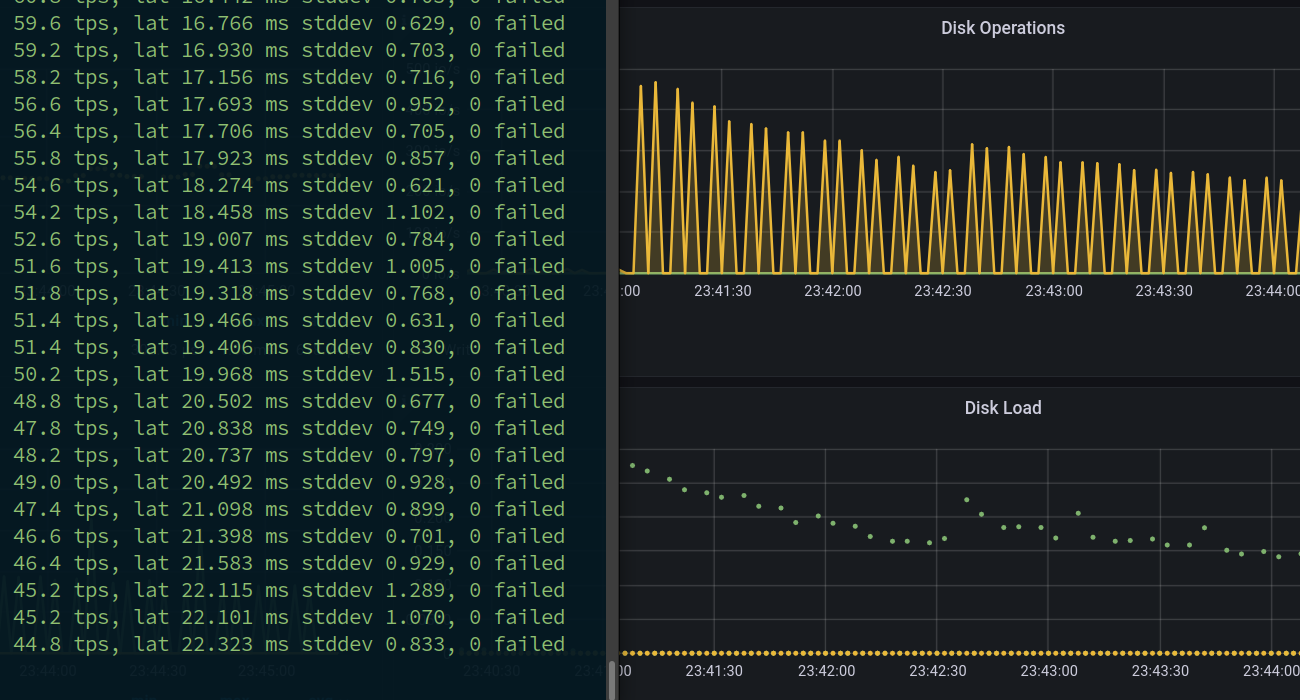 59.6 tps, lat 16.766 ms stddev 0.629, 0 failed
59.2 tps, lat 16.930 ms stddev 0.703, 0 failed
58.2 tps, lat 17.156 ms stddev 0.716, 0 failed
56.6 tps, lat 17.693 ms stddev 0.952, 0 failed
56.4 tps, lat 17.706 ms stddev 0.705, 0 failed
55.8 tps, lat 17.923 ms stddev 0.857, 0 failed
54.6 tps, lat 18.274 ms stddev 0.621, 0 failed
54.2 tps, lat 18.458 ms stddev 1.102, 0 failed
52.6 tps, lat 19.007 ms stddev 0.784, 0 failed
51.6 tps, lat 19.413 ms stddev 1.005, 0 failed
51.8 tps, lat 19.318 ms stddev 0.768, 0 failed
51.4 tps, lat 19.466 ms stddev 0.631, 0 failed
51.4 tps, lat 19.406 ms stddev 0.830, 0 failed
50.2 tps, lat 19.968 ms stddev 1.515, 0 failed
48.8 tps, lat 20.502 ms stddev 0.677, 0 failed
47.8 tps, lat 20.838 ms stddev 0.749, 0 failed
48.2 tps, lat 20.737 ms stddev 0.797, 0 failed
49.0 tps, lat 20.492 ms stddev 0.928, 0 failed
47.4 tps, lat 21.098 ms stddev 0.899, 0 failed
46.6 tps, lat 21.398 ms stddev 0.701, 0 failed
46.4 tps, lat 21.583 ms stddev 0.929, 0 failed
45.2 tps, lat 22.115 ms stddev 1.289, 0 failed
45.2 tps, lat 22.101 ms stddev 1.070, 0 failed
44.8 tps, lat 22.323 ms stddev 0.833, 0 failed
23:44:00 23:44:30 23:45:00 23:40:30
Disk Operations
:00 23:41:30 23:42:00 23:42:30 23:43:00 23:43:30 23:44:00
Disk Load
00 23:41:30 23:42:00 23:42:30 23:43:00 23:43:30 23:44:00